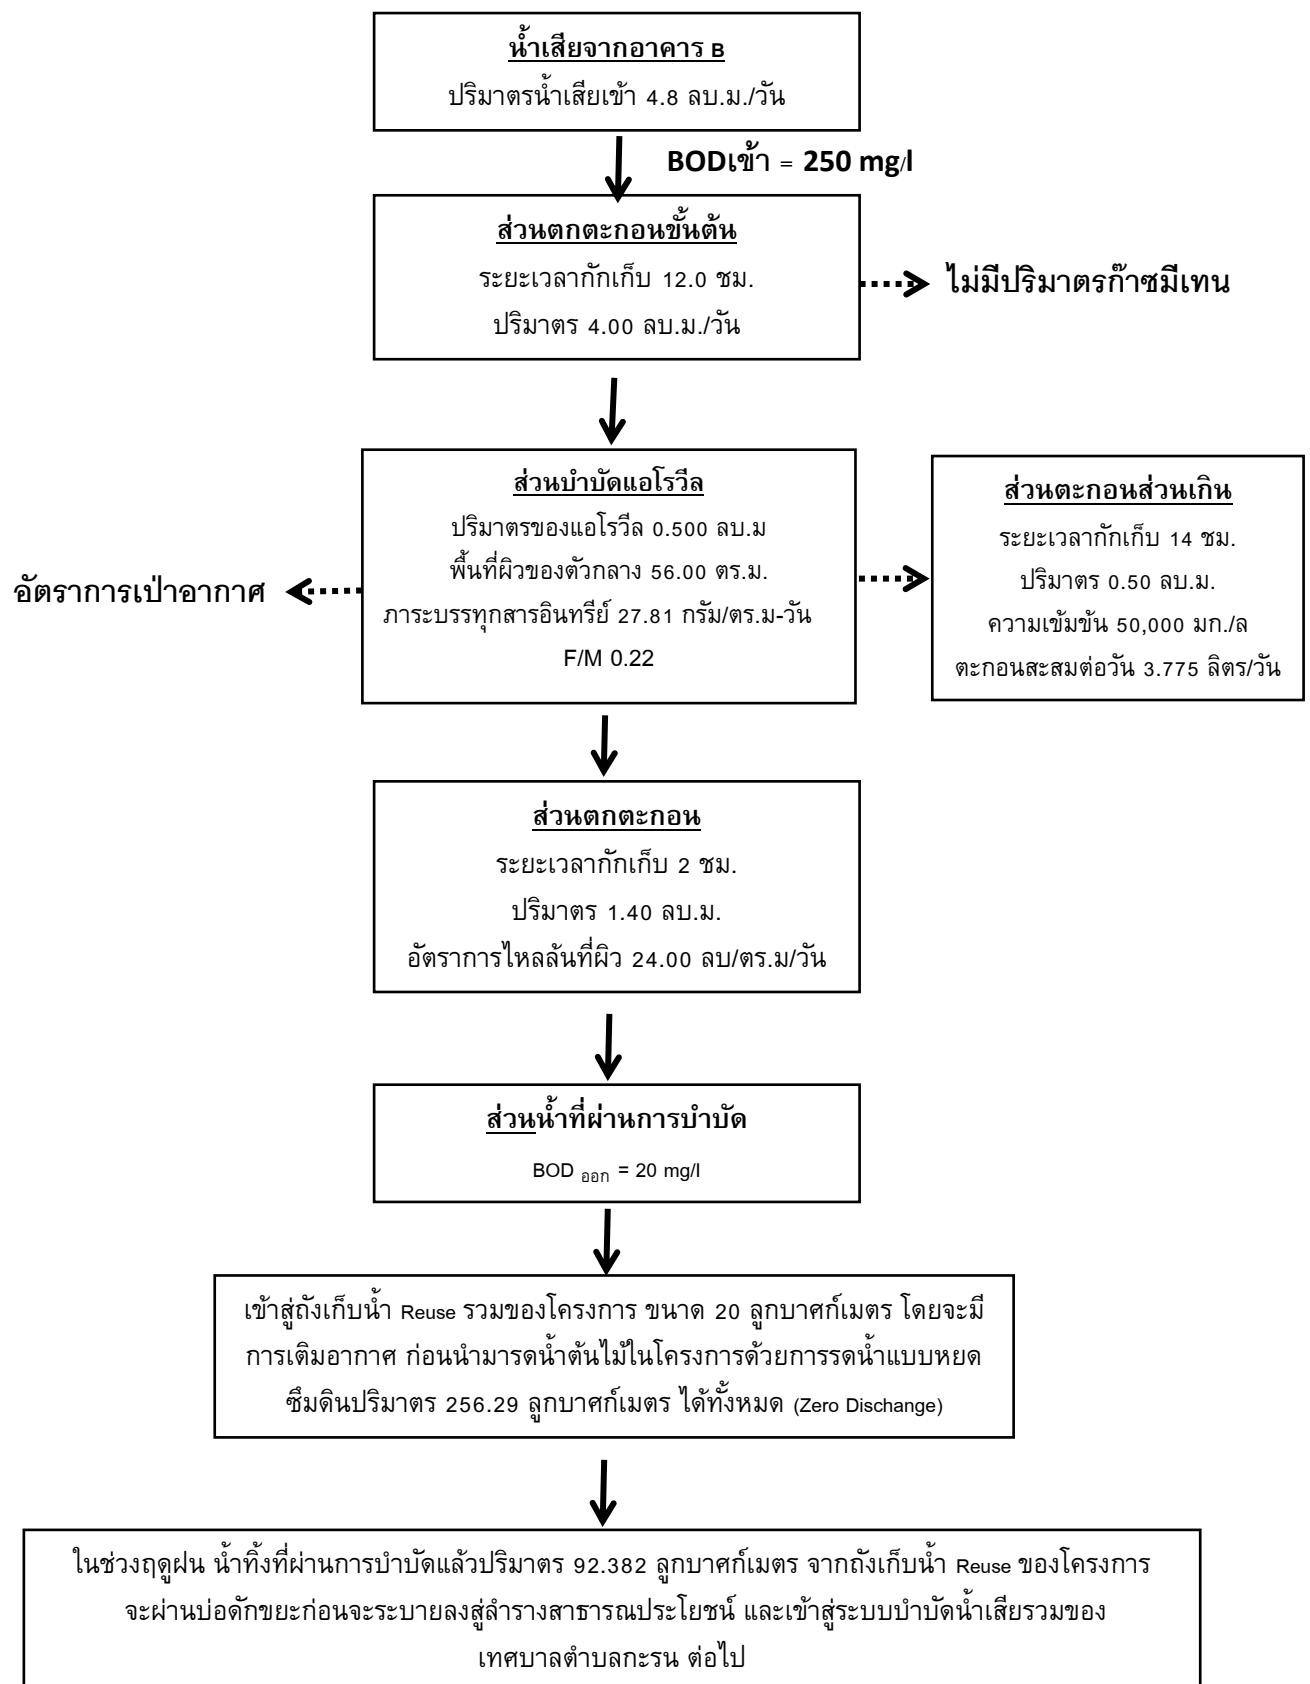 น้ำเสียจากอาคาร B
ปริมาตรน้ำเสียเข้า 4.8 ลบ.ม./วัน
BODเข้า = 250 mg/l
ส่วนตกตะกอนขั้นต้น
ระยะเวลากักเก็บ 12.0 ชม.
ปริมาตร 4.00 ลบ.ม./วัน
ไม่มีปริมาตรก๊าซมีเทน
ส่วนบำบัดแอโรวีล
ปริมาตรของแอโรวีล 0.500 ลบ.ม
พื้นที่ผิวของตัวกลาง 56.00 ตร.ม.
ภาระบรรทุกสารอินทรีย์ 27.81 กรัม/ตร.ม-วัน
F/M 0.22
อัตราการเป่าอากาศ
ส่วนตะกอนส่วนเกิน
ระยะเวลากักเก็บ 14 ชม.
ปริมาตร 0.50 ลบ.ม.
ความเข้มข้น 50,000 มก./ล
ตะกอนสะสมต่อวัน 3.775 ลิตร/วัน
ส่วนตกตะกอน
ระยะเวลากักเก็บ 2 ชม.
ปริมาตร 1.40 ลบ.ม.
อัตราการไหลล้นที่ผิว 24.00 ลบ/ตร.ม/วัน
ส่วนน้ำที่ผ่านการบำบัด
BOD ออก = 20 mg/l
เข้าสู่ถังเก็บน้ำ Reuse รวมของโครงการ ขนาด 20 ลูกบาศก์เมตร โดยจะมี
การเติมอากาศ ก่อนนำมารดน้ำต้นไม้ในโครงการด้วยการรดน้ำแบบหยด
ซึมดินปริมาตร 256.29 ลูกบาศก์เมตร ได้ทั้งหมด (Zero Dischange)
ในช่วงฤดูฝน น้ำทิ้งที่ผ่านการบำบัดแล้วปริมาตร 92.382 ลูกบาศก์เมตร จากถังเก็บน้ำ Reuse ของโครงการ
จะผ่านบ่อดักขยะก่อนจะระบายลงสู่ลำรางสาธารณประโยชน์ และเข้าสู่ระบบบำบัดน้ำเสียรวมของ
เทศบาลตำบลกะรน ต่อไป